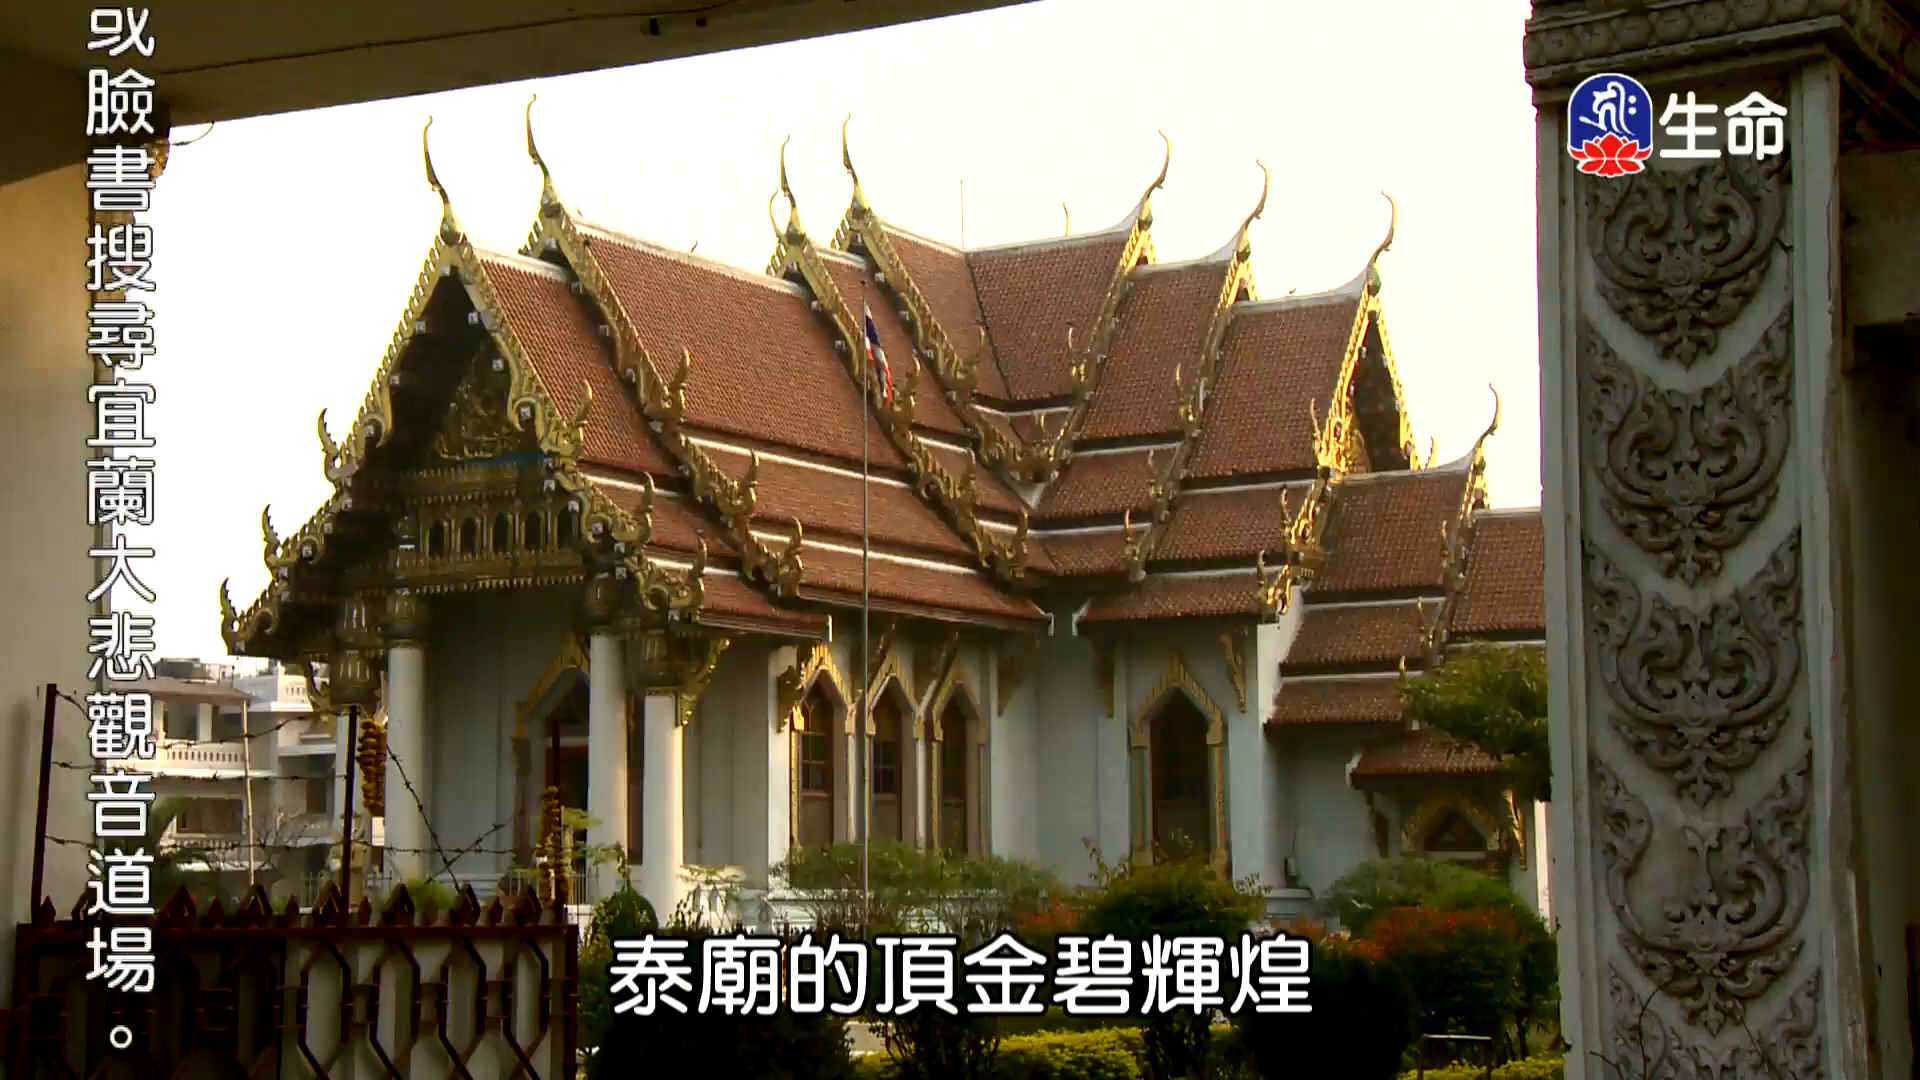 或臉書搜尋宜蘭大悲觀音道場。
生命
泰廟的頂金碧輝煌